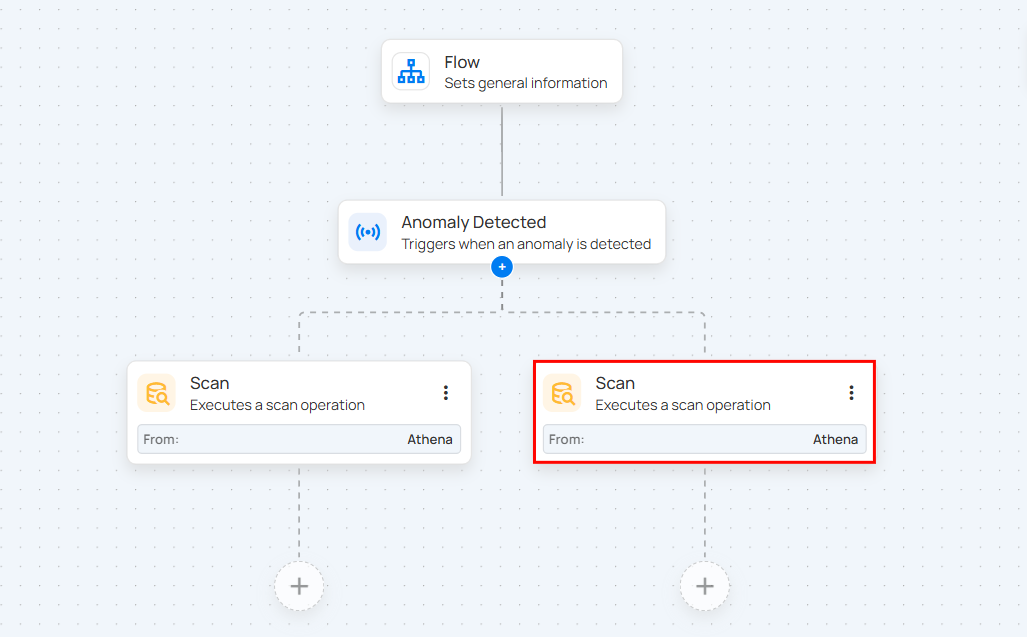 Flow
Sets general information
Anomaly Detected
Triggers when an anomaly is detected
Scan
Executes a scan operation
From: Athena
Scan
Executes a scan operation
From: Athena